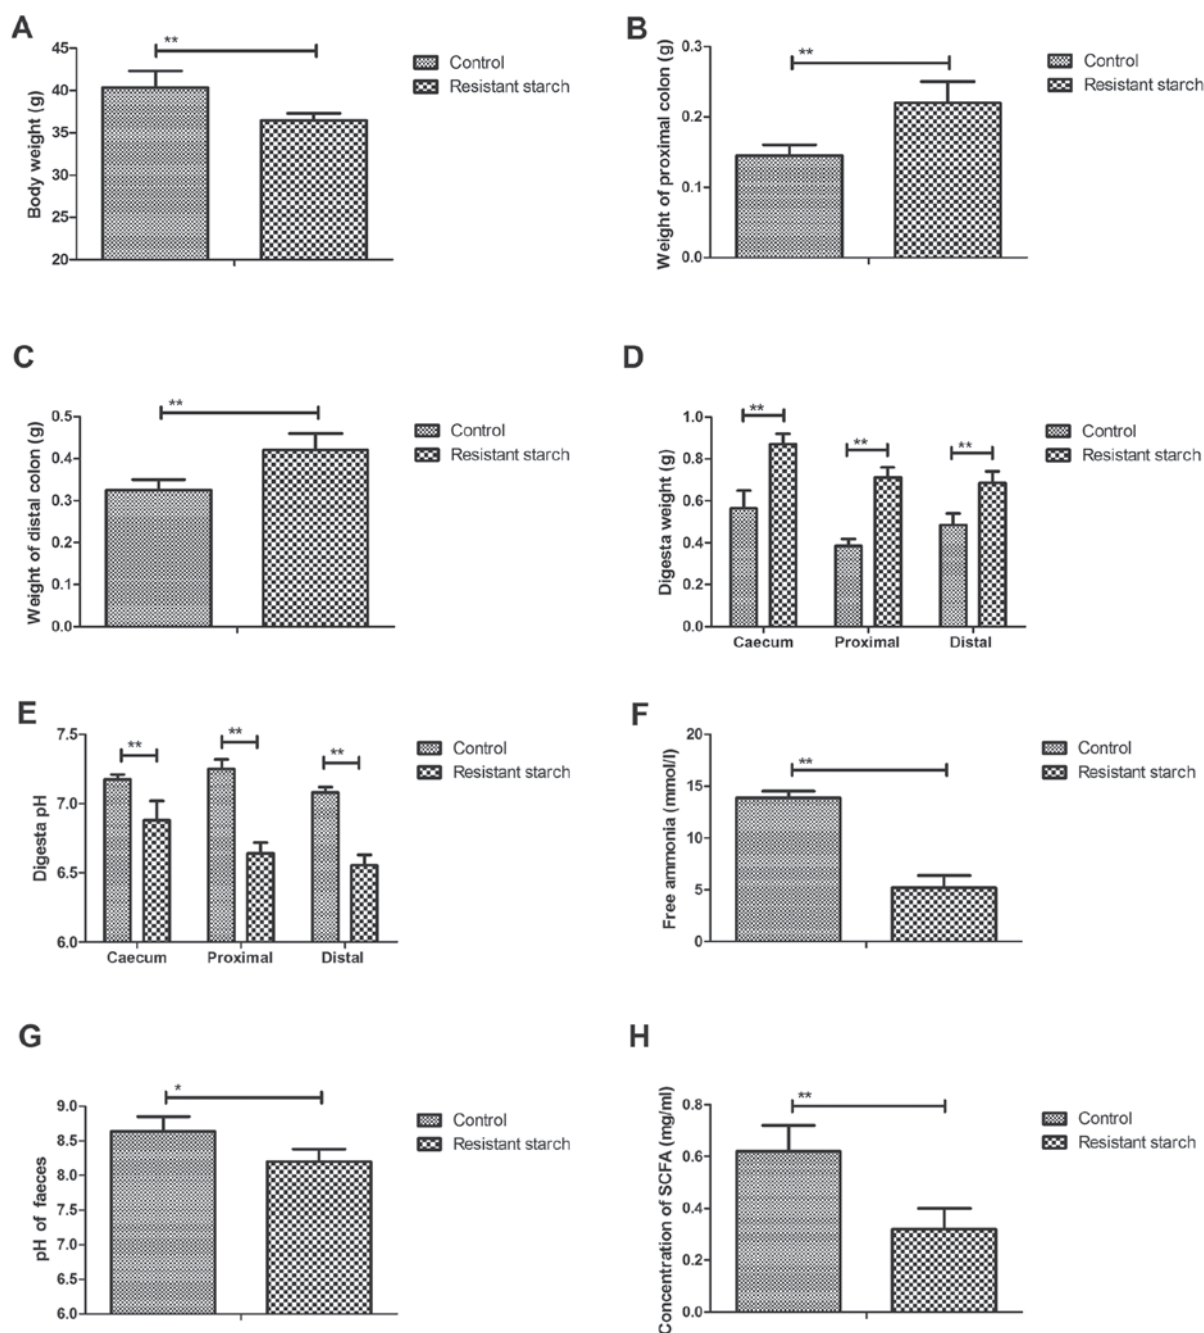 A
Body weight (g)
45
40
35
30
25
20
**
Control
Resistant starch
B
Weight of proximal colon (g)
0.3
0.2
0.1
0.0
**
Control
Resistant starch
C
Weight of distal colon (g)
0.5
0.4
0.3
0.2
0.1
0.0
**
Control
Resistant starch
D
Digesta weight (g)
1.0
0.8
0.6
0.4
0.2
0.0
** ** **
Caecum Proximal Distal
Control
Resistant starch
E
Digesta pH
7.5
7.0
6.5
6.0
** ** **
Caecum Proximal Distal
Control
Resistant starch
F
Free ammonia (mmol/l)
20
15
10
5
0
**
Control
Resistant starch
G
pH of faeces
9.0
8.5
8.0
7.5
7.0
6.5
6.0
*
Control
Resistant starch
H
Concentration of SCFA (mg/ml)
0.8
0.6
0.4
0.2
0.0
**
Control
Resistant starch